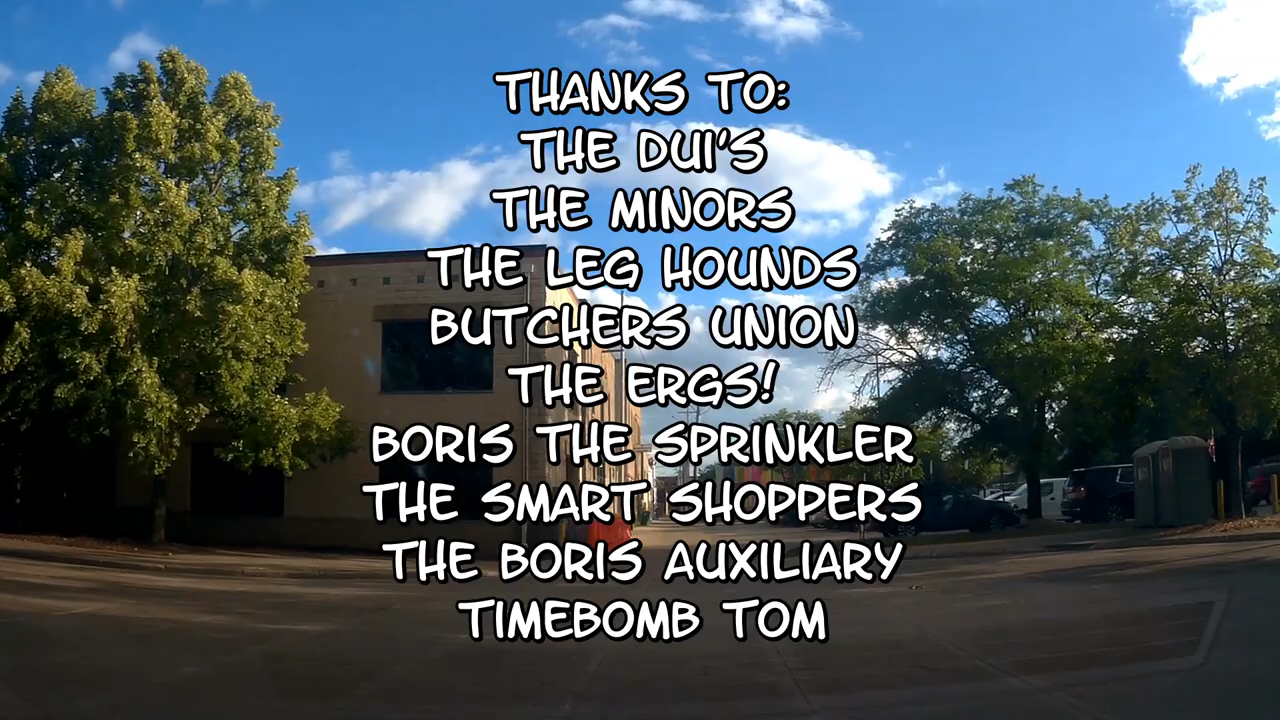 THANKS TO:
THE DUI'S
THE MINORS
THE LEG HOUNDS
BUTCHERS UNION
THE ERGS!
BORIS THE SPRINKLER
THE SMART SHOPPERS
THE BORIS AUXILIARY
TIMEBOMB TOM